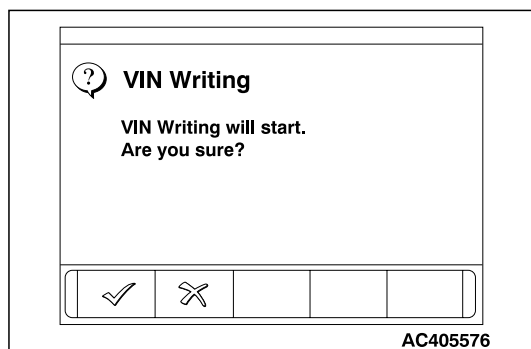 ?
VIN Writing
VIN Writing will start.
Are you sure?
AC405576